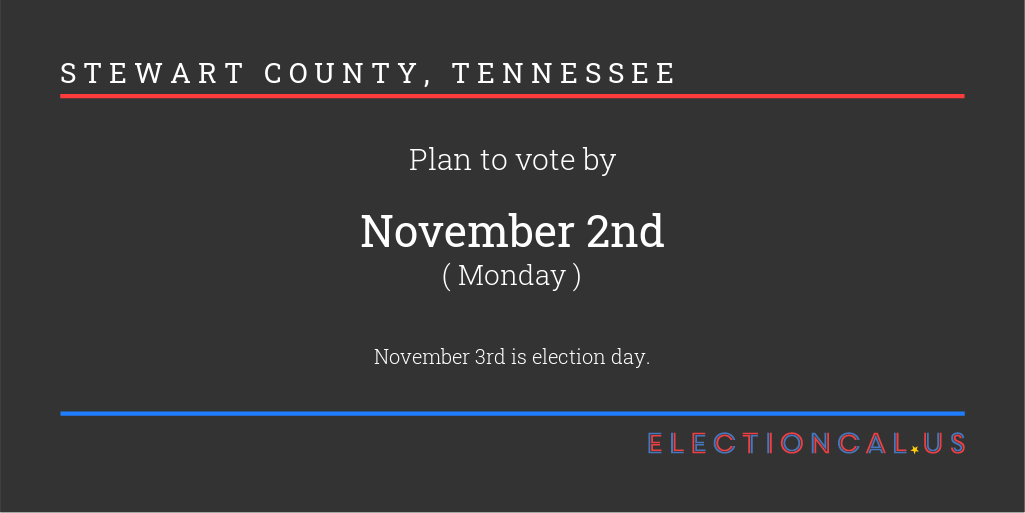 STEWART COUNTY, TENNESSEE
Plan to vote by
November 2nd
( Monday )
November 3rd is election day.
ELECTIONCAL.US